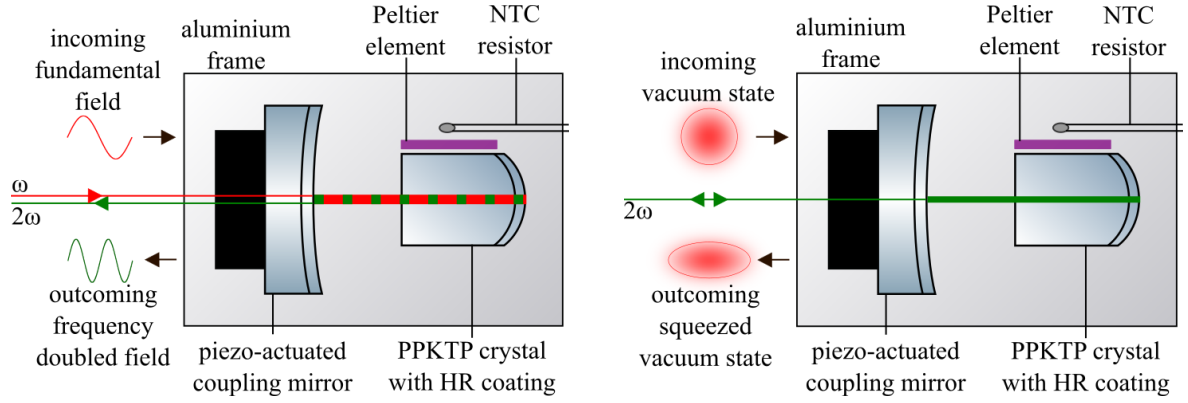 incoming
fundamental
field
aluminium
frame
Peltier
element
NTC
resistor
ω
2ω
outcoming
frequency
doubled field
piezo-actuated
coupling mirror
PPKTP crystal
with HR coating
incoming
vacuum state
aluminium
frame
Peltier
element
NTC
resistor
2ω
outcoming
squeezed
vacuum state
piezo-actuated
coupling mirror
PPKTP crystal
with HR coating